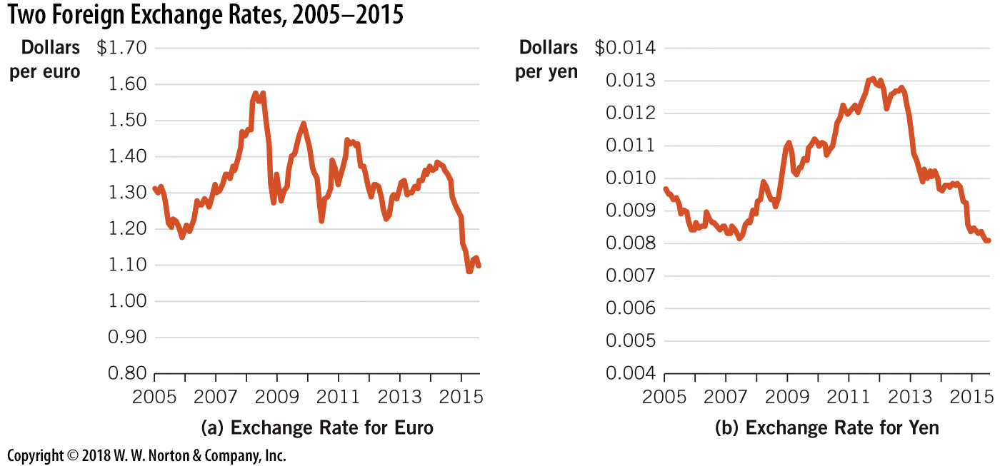 Two Foreign Exchange Rates, 2005–2015
Dollars
per euro
$1.70
1.60
1.50
1.40
1.30
1.20
1.10
1.00
0.90
0.80
2005 2007 2009 2011 2013 2015
(a) Exchange Rate for Euro
Dollars
per yen
$0.014
0.013
0.012
0.011
0.010
0.009
0.008
0.007
0.006
0.005
0.004
2005 2007 2009 2011 2013 2015
(b) Exchange Rate for Yen
Copyright © 2018 W. W. Norton & Company, Inc.